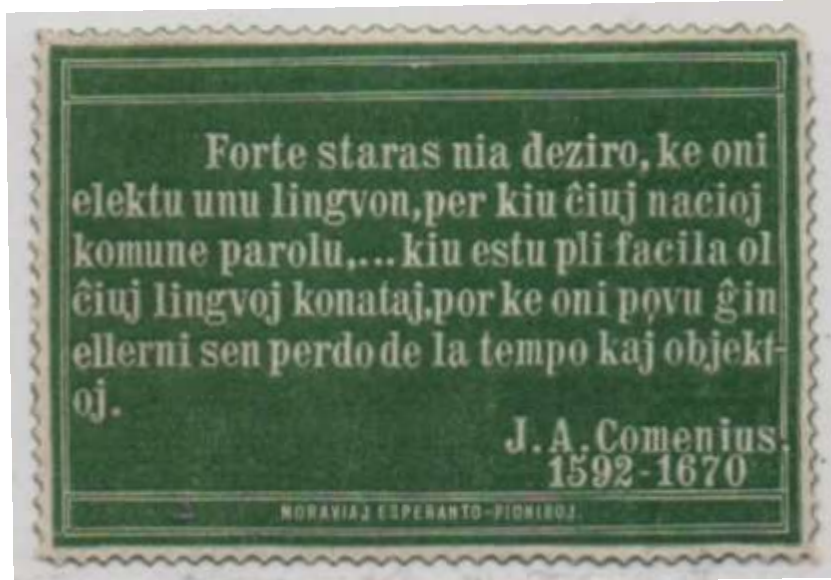 Forte staras nia deziro, ke oni
elektu unu lingvon, per kiu ĉiuj nacioj
komune parolu,... kiu estu pli facila ol
ĉiuj lingvoj konataj, por ke oni povu ĝin
ellerni sen perdo de la tempo kaj objekt-
oj.
J. A. Comenius.
1592-1670
MORAVIAJ ESPERANTO-PIONIROJ.